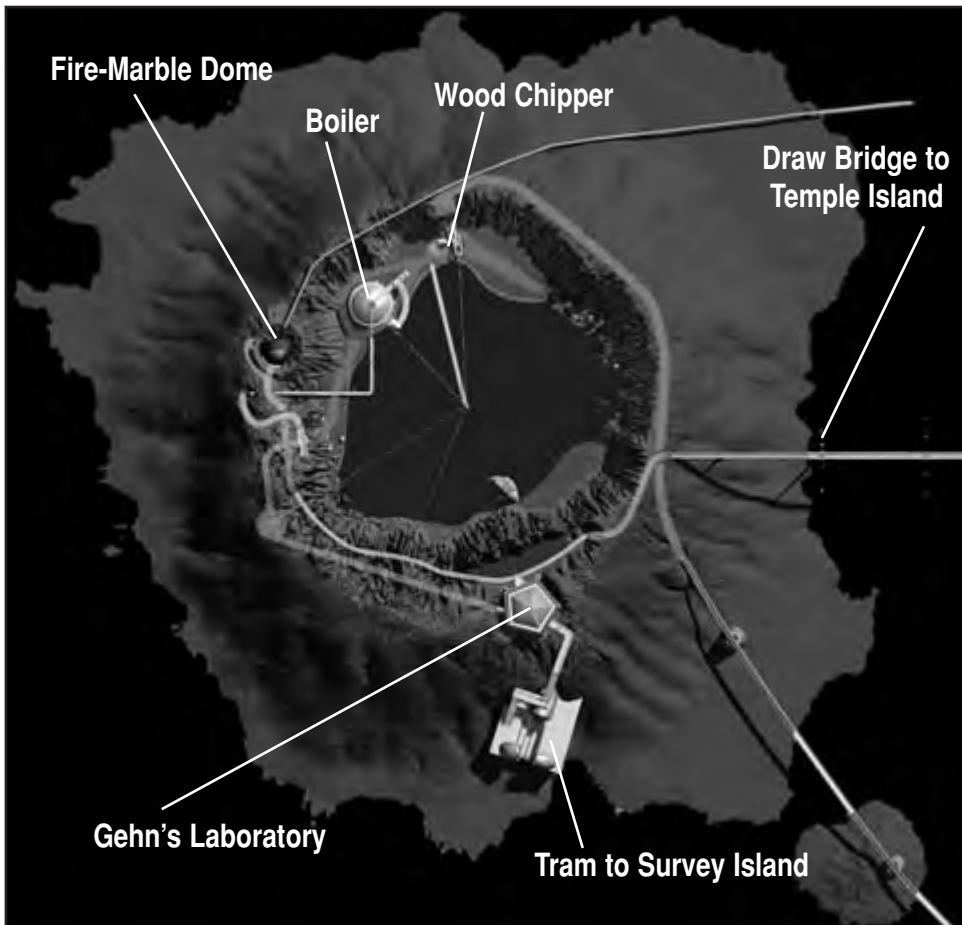 Fire-Marble Dome
Boiler
Wood Chipper
Draw Bridge to
Temple Island
Gehn's Laboratory
Tram to Survey Island